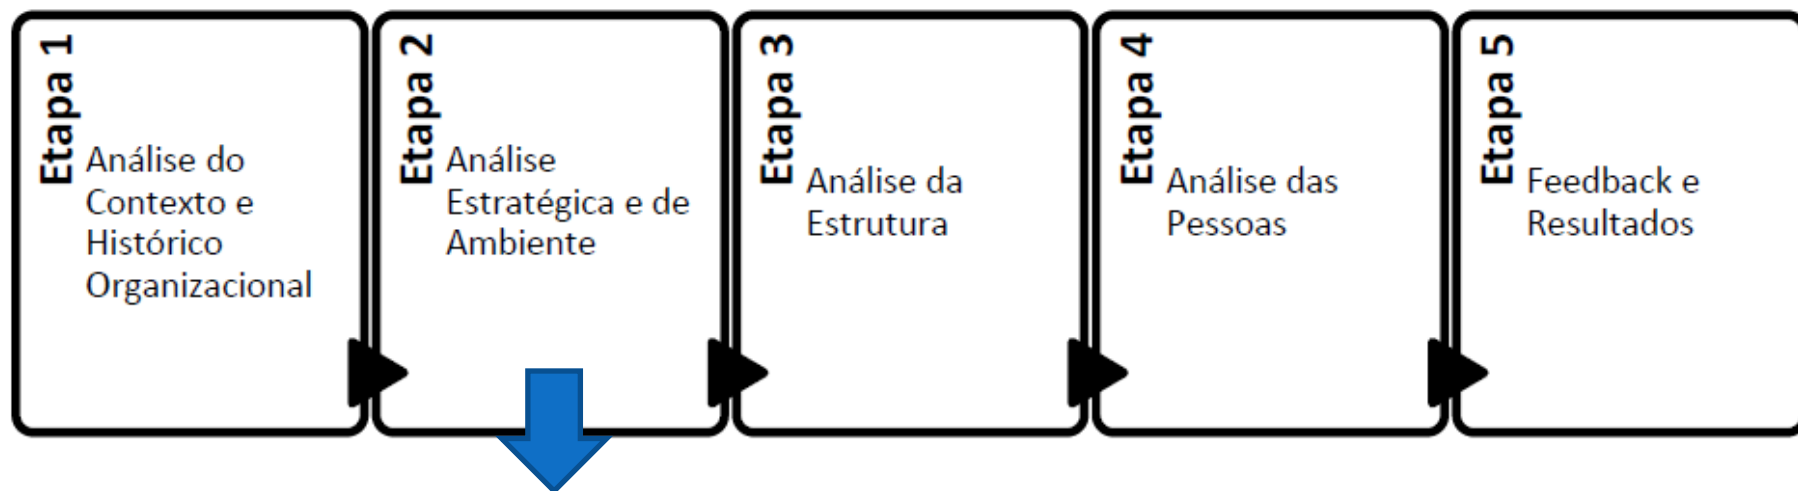 Etapa 1
Análise do
Contexto e
Histórico
Organizacional
Etapa 2
Análise
Estratégica e de
Ambiente
Etapa 3
Análise da
Estrutura
Etapa 4
Análise das
Pessoas
Etapa 5
Feedback e
Resultados